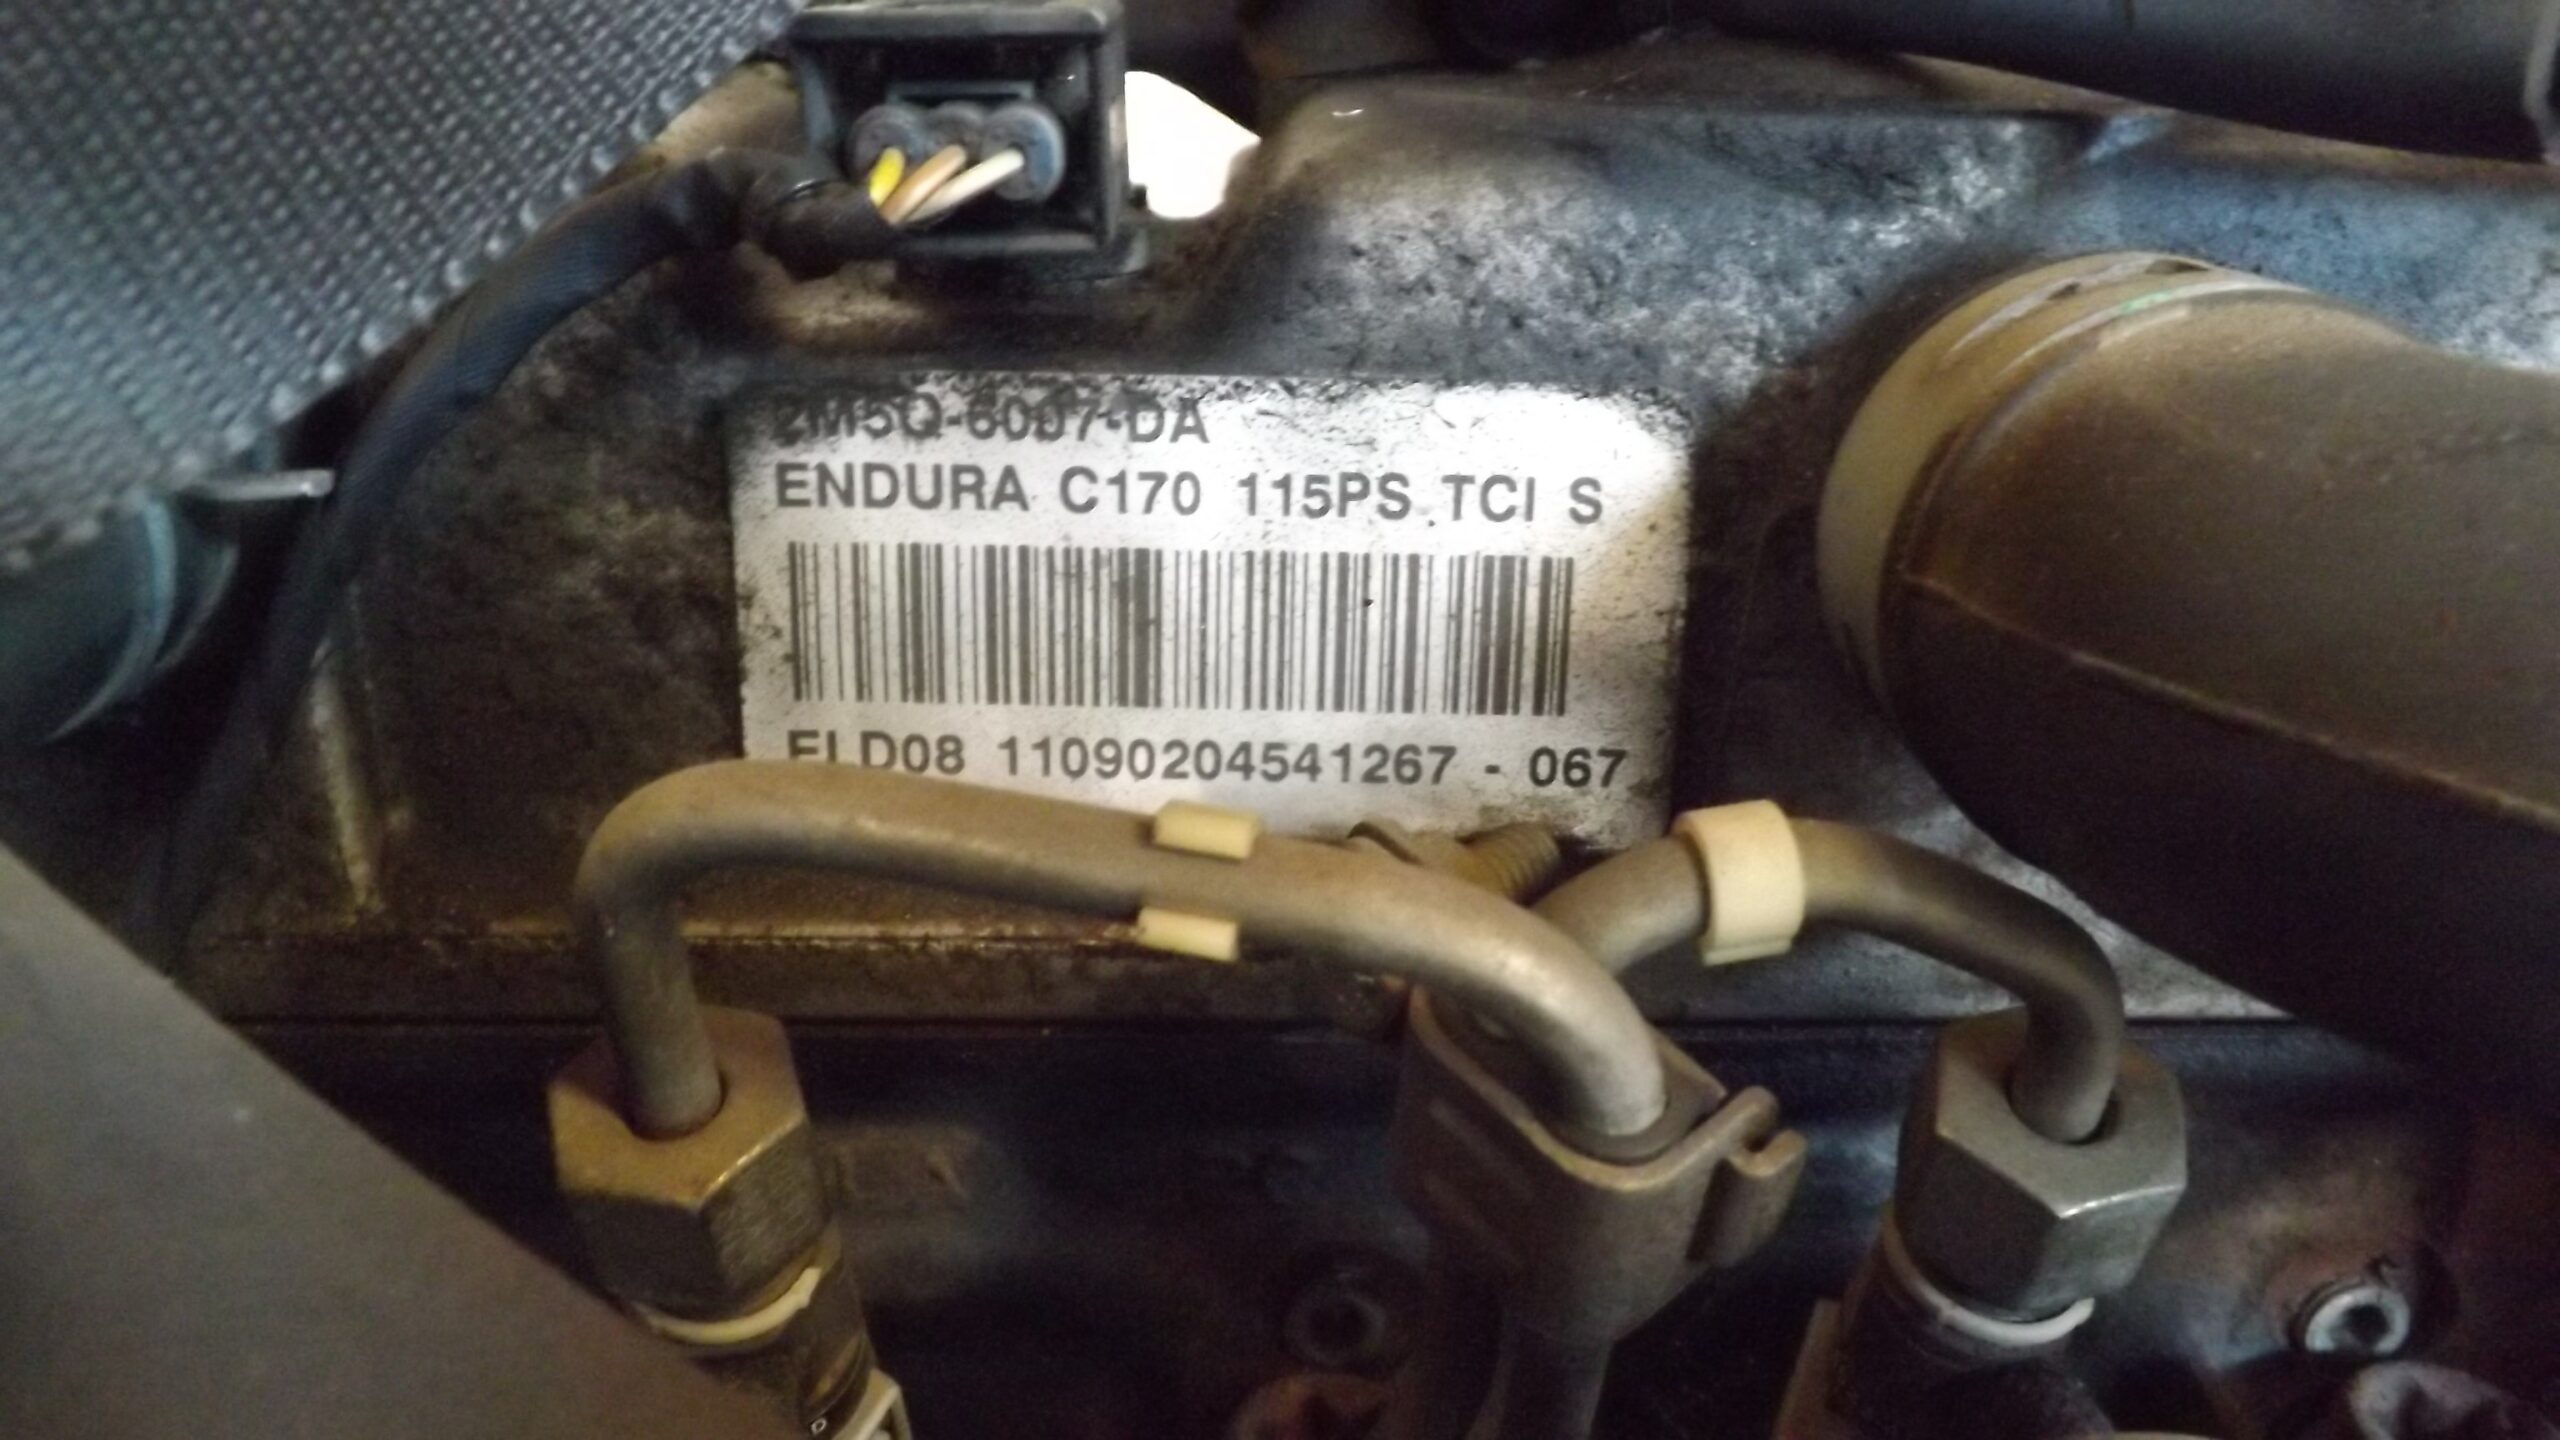 2M5Q-6007-DA
ENDURA C170 115PS TCI S
ELD08 11090204541267 - 067